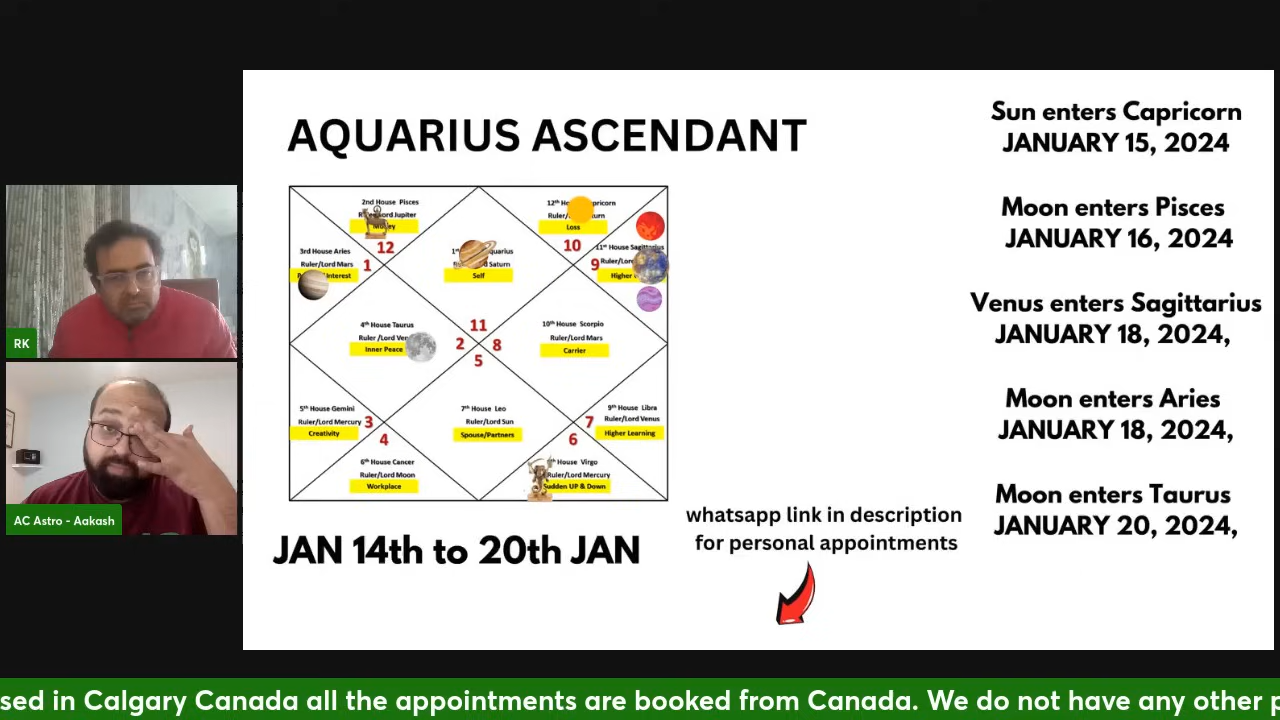 AQUARIUS ASCENDANT
2nd House Pisces
Jupiter
12th
Ruler/
Loss
12
10
3rd House Aries
Ruler/Lord Mars
1
Saturn
Self
11th House
9
Higher
4th House Taurus
Ruler /Lord
Inner Peace
10th House Scorpio
Ruler/Lord Mars
Carrier
11
2
8
5
5th House Gemini
Ruler/Lord Mercury
Creativity
3
4
7th House Leo
Ruler/Lord Sun
Spouse/Partners
9th House Libra
Ruler/Lord Venus
Higher Learning
7
6
6th House Cancer
Ruler/Lord Moon
Workplace
House Virgo
Ruler/Lord Mercury
Sudden UP & Down
JAN 14th to 20th JAN
whatsapp link in description
for personal appointments
Sun enters Capricorn
JANUARY 15, 2024
Moon enters Pisces
JANUARY 16, 2024
Venus enters Sagittarius
JANUARY 18, 2024,
Moon enters Aries
JANUARY 18, 2024,
Moon enters Taurus
JANUARY 20, 2024,
RK
AC Astro - Aakash
sed in Calgary Canada all the appointments are booked from Canada. We do not have any other p